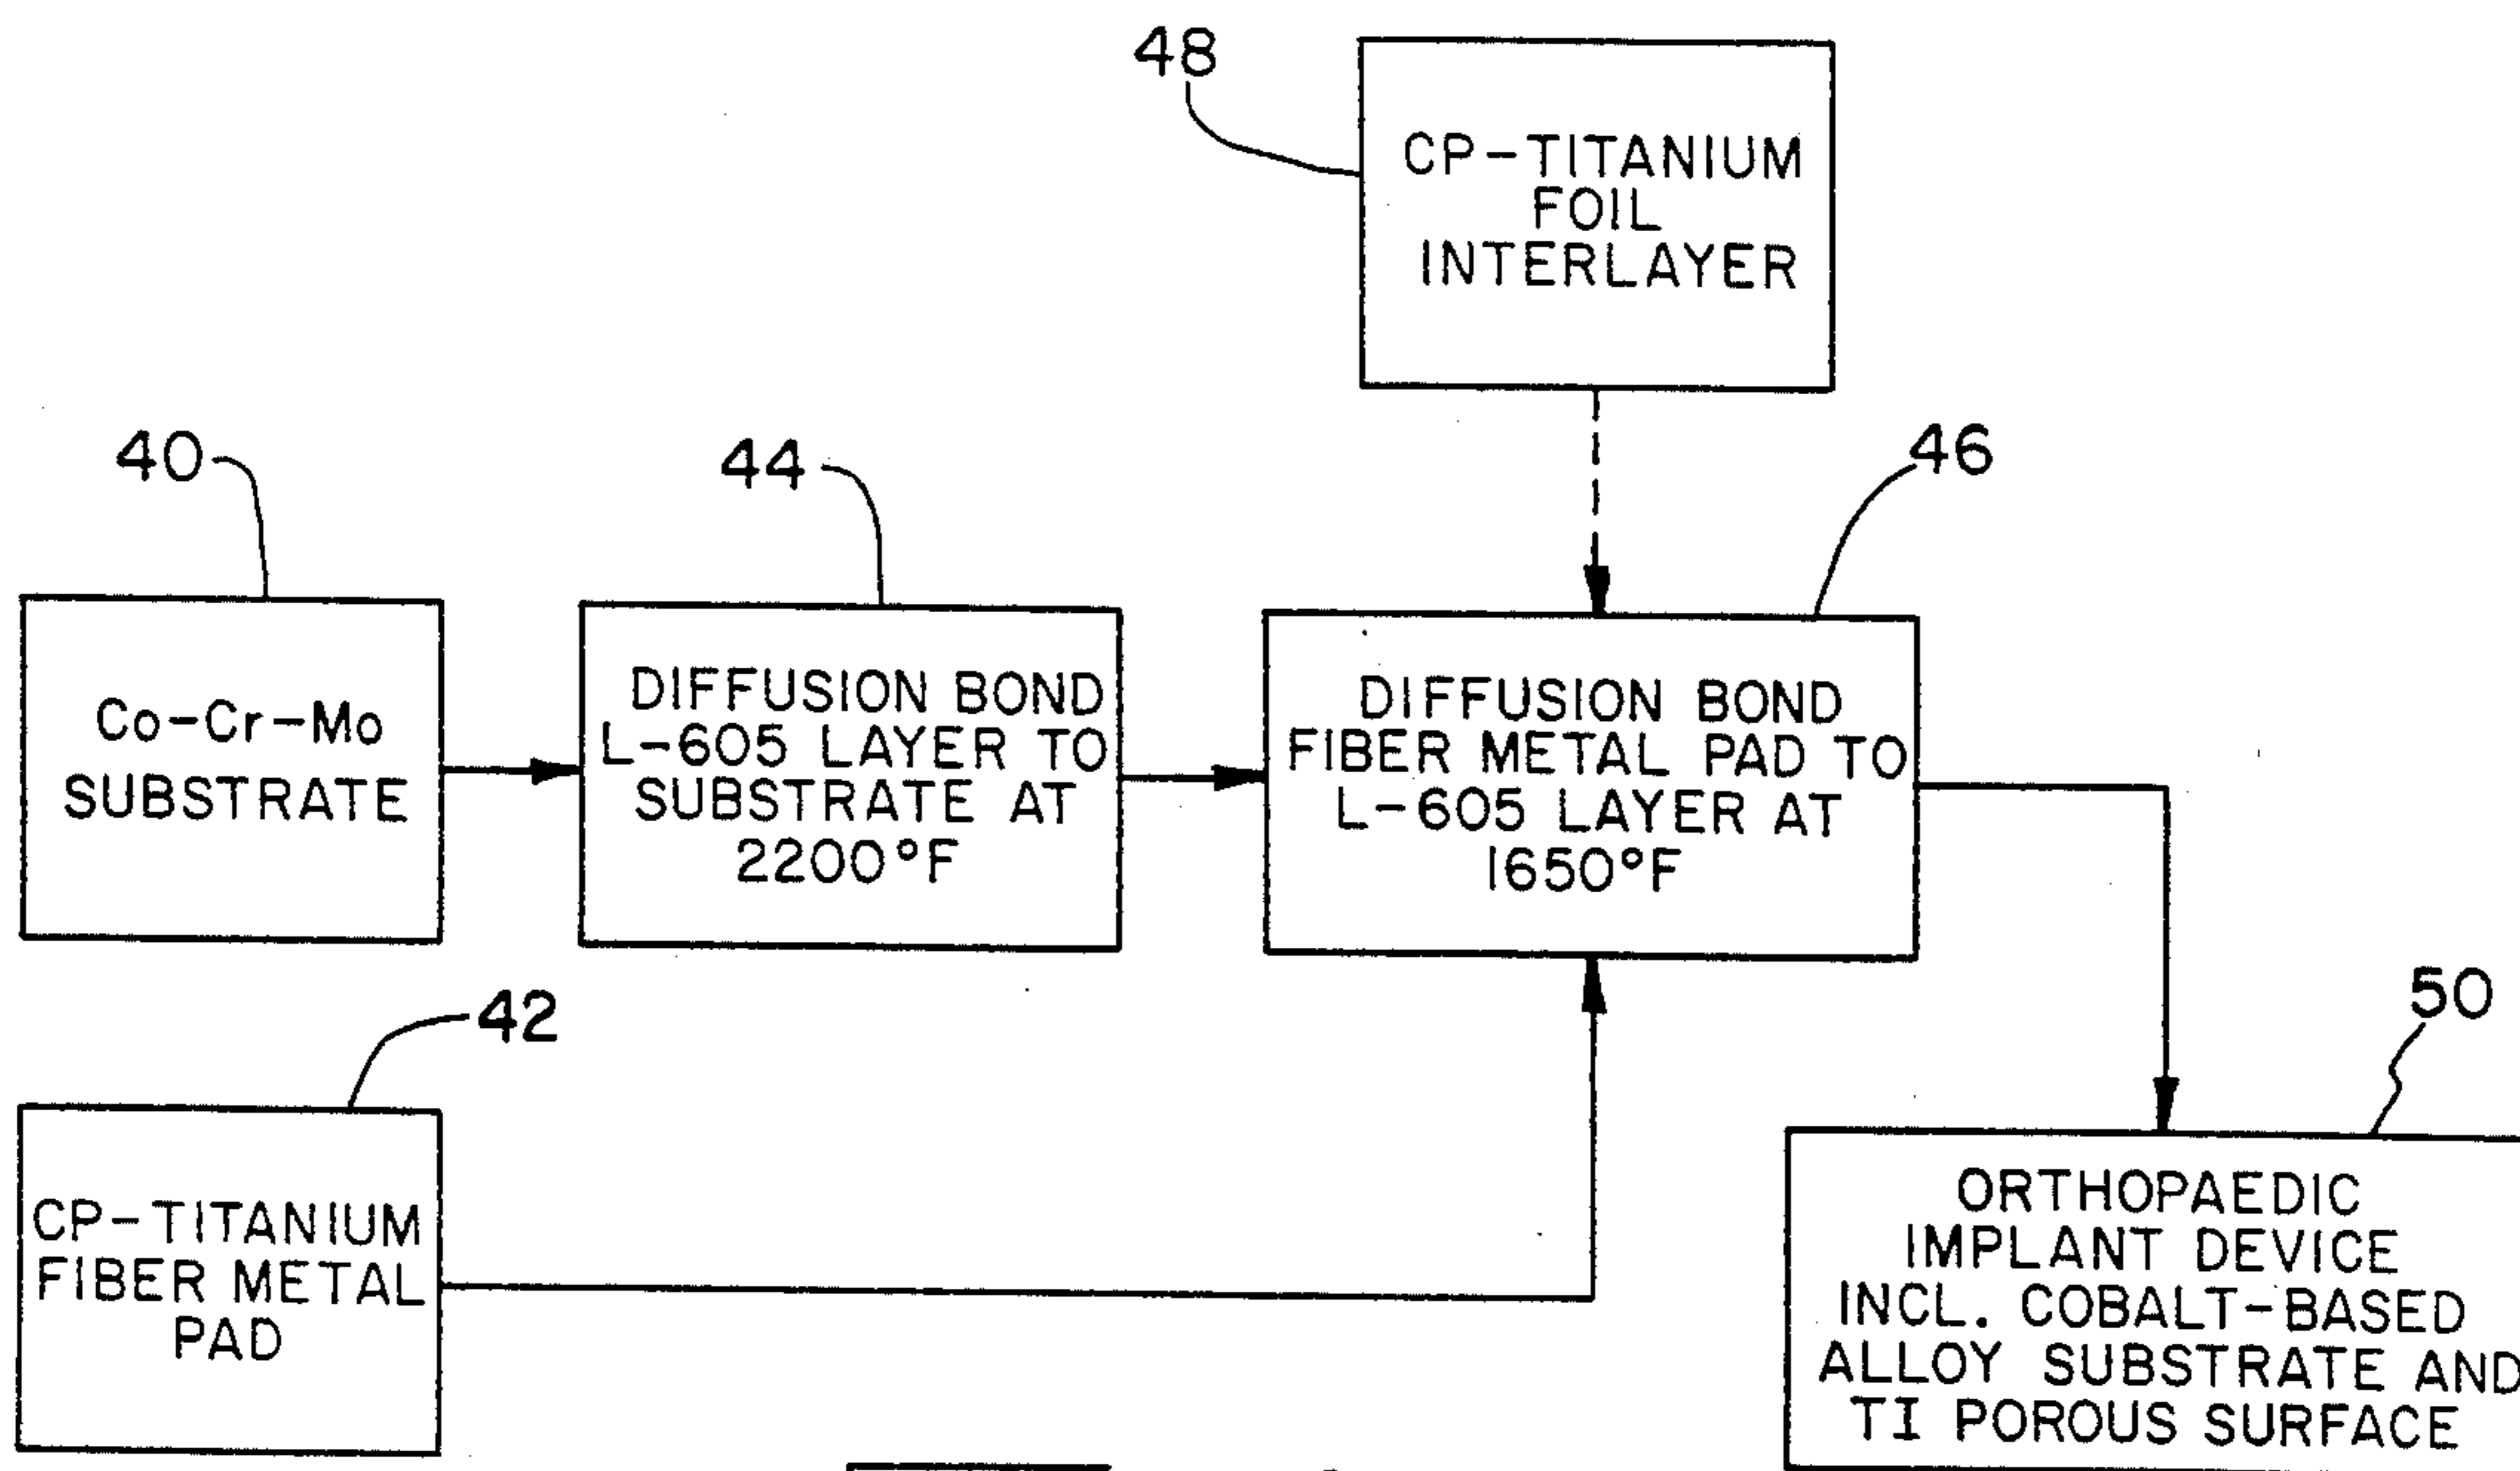 48
CP-TITANIUM
FOIL
INTERLAYER
40
44
46
Co-Cr-Mo
SUBSTRATE
DIFFUSION BOND
L-605 LAYER TO
SUBSTRATE AT
2200°F
DIFFUSION BOND
FIBER METAL PAD TO
L-605 LAYER AT
1650°F
42
50
CP-TITANIUM
FIBER METAL
PAD
ORTHOPAEDIC
IMPLANT DEVICE
INCL. COBALT-BASED
ALLOY SUBSTRATE AND
TI POROUS SURFACE